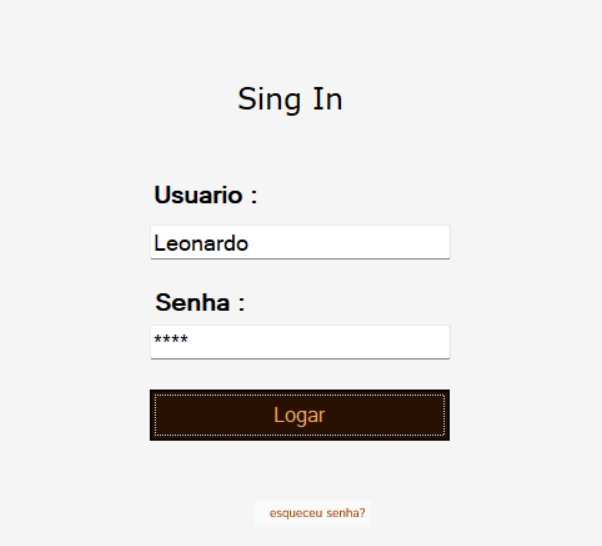 Sing In
Usuario :
Leonardo
Senha :
****
Logar
esqueceu senha?